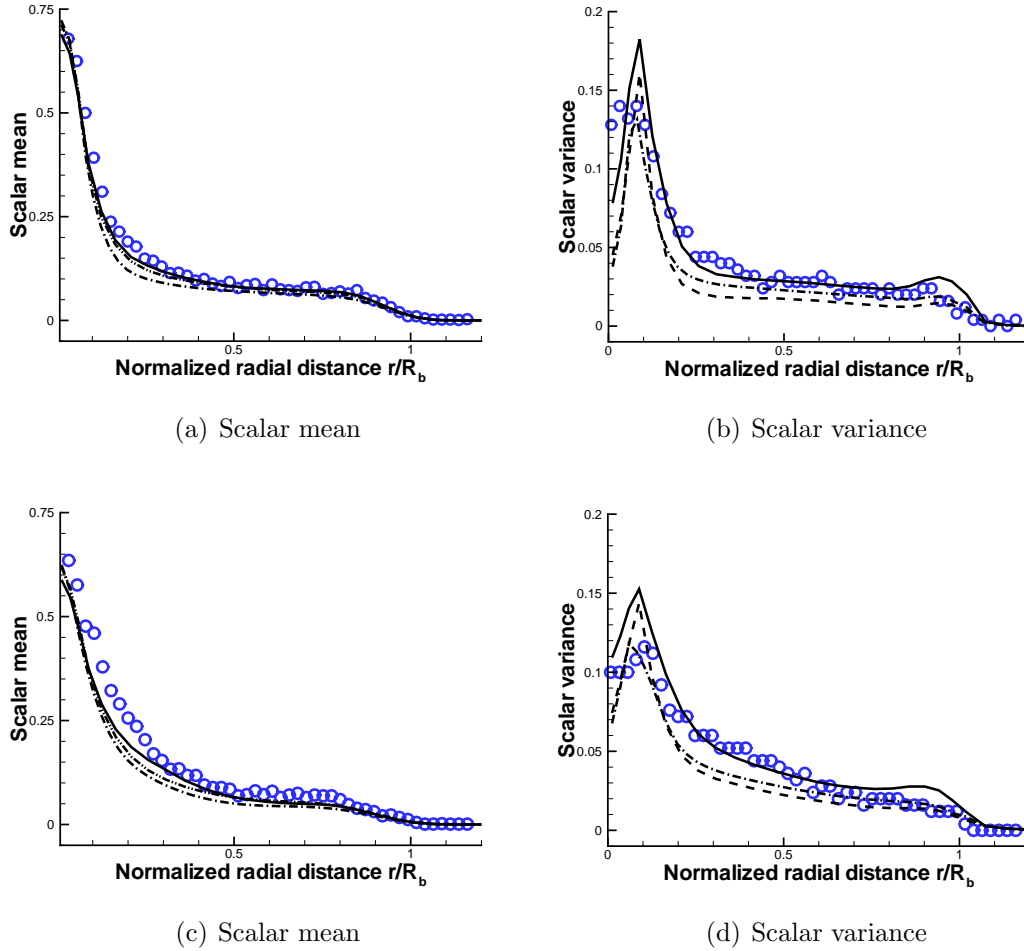 0.75
0.5
0.25
0
0.5
1
Scalar mean
Normalized radial distance r/R_b
(a) Scalar mean
0.2
0.15
0.1
0.05
0
0
0.5
1
Scalar variance
Normalized radial distance r/R_b
(b) Scalar variance
0.75
0.5
0.25
0
0.5
1
Scalar mean
Normalized radial distance r/R_b
(c) Scalar mean
0.2
0.15
0.1
0.05
0
0
0.5
1
Scalar variance
Normalized radial distance r/R_b
(d) Scalar variance